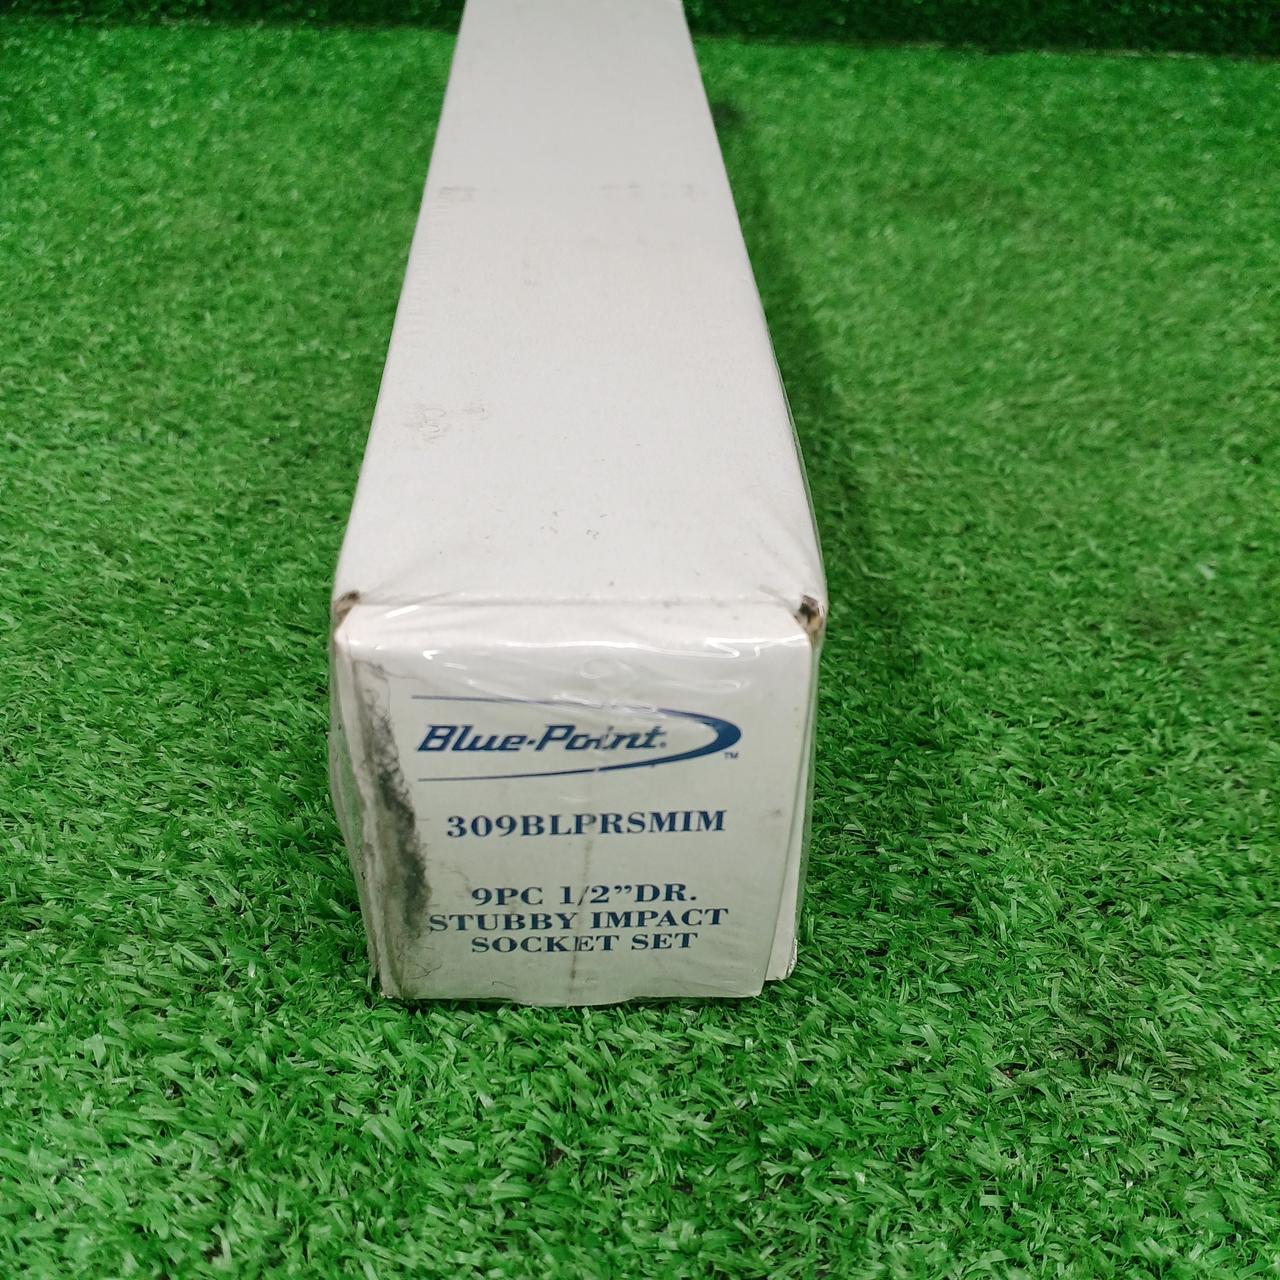 Blue-Point®
™
309BLPRSMIM
9PC 1/2”DR.
STUBBY IMPACT
SOCKET SET